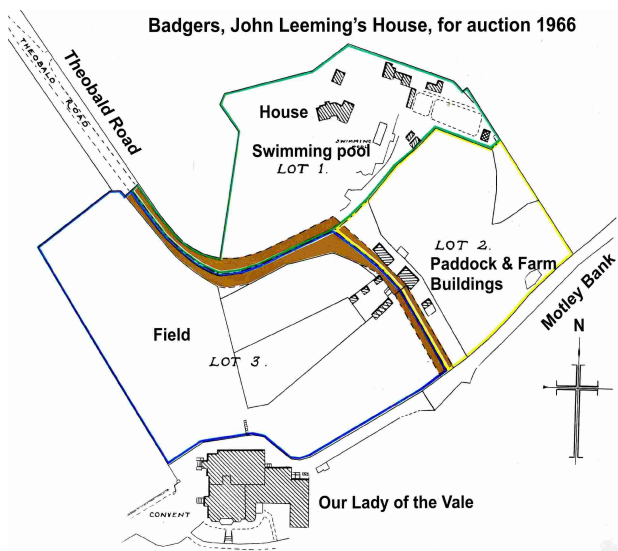 Badgers, John Leeming's House, for auction 1966
THEOBALD
ROAD
Theobald Road
House
SWIMMING
Swimming pool
LOT 1.
LOT 2.
Paddock & Farm
Buildings
Motley Bank
N
Field
LOT 3.
Our Lady of the Vale
CONVENT